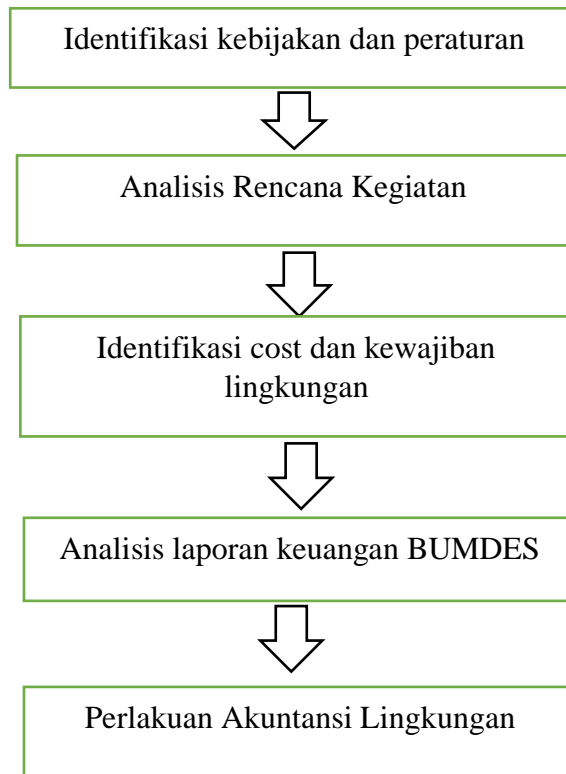 Identifikasi kebijakan dan peraturan
Analisis Rencana Kegiatan
Identifikasi cost dan kewajiban
lingkungan
Analisis laporan keuangan BUMDES
Perlakuan Akuntansi Lingkungan